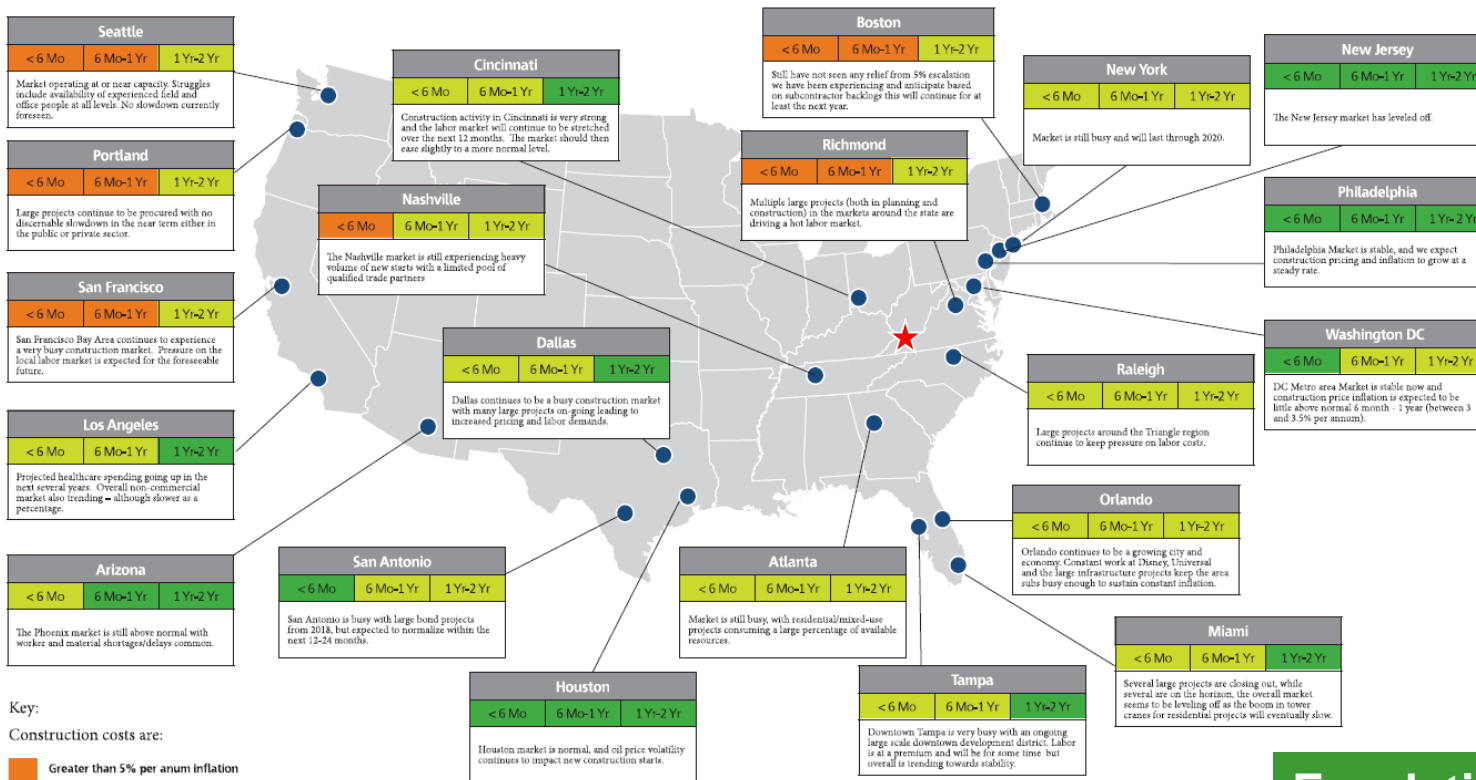 Seattle
< 6 Mo 6 Mo-1 Yr 1 Yr-2 Yr
Market operating at or near capacity. Struggles
include availability of experienced field and
office people at all levels. No slowdown currently
foreseen.
Portland
< 6 Mo 6 Mo-1 Yr 1 Yr-2 Yr
Large projects continue to be procured with no
discernable slowdown in the near term either in
the public or private sector.
San Francisco
< 6 Mo 6 Mo-1 Yr 1 Yr-2 Yr
San Francisco Bay Area continues to experience
a very busy construction market. Pressure on the
local labor market is expected for the foreseeable
future.
Los Angeles
< 6 Mo 6 Mo-1 Yr 1 Yr-2 Yr
Projected healthcare spending going up in the
next several years. Overall non-commercial
market also trending – although slower as a
percentage.
Arizona
< 6 Mo 6 Mo-1 Yr 1 Yr-2 Yr
The Phoenix market is still above normal with
worker and material shortages/delays common.
Cincinnati
< 6 Mo 6 Mo-1 Yr 1 Yr-2 Yr
Construction activity in Cincinnati is very strong
and the labor market will continue to be stretched
over the next 12 months. The market should then
ease slightly to a more normal level.
Nashville
< 6 Mo 6 Mo-1 Yr 1 Yr-2 Yr
The Nashville market is still experiencing heavy
volume of new starts with a limited pool of
qualified trade partners
Dallas
< 6 Mo 6 Mo-1 Yr 1 Yr-2 Yr
Dallas continues to be a busy construction market
with many large projects on-going leading to
increased pricing and labor demands.
San Antonio
< 6 Mo 6 Mo-1 Yr 1 Yr-2 Yr
San Antonio is busy with large bond projects
from 2018, but expected to normalize within the
next 12-24 months.
Houston
< 6 Mo 6 Mo-1 Yr 1 Yr-2 Yr
Houston market is normal, and oil price volatility
continues to impact new construction starts.
Boston
< 6 Mo 6 Mo-1 Yr 1 Yr-2 Yr
Still have not seen any relief from 5% escalation
we have been experiencing and anticipate based
on subcontractor backlogs this will continue for at
least the next year.
Richmond
< 6 Mo 6 Mo-1 Yr 1 Yr-2 Yr
Multiple large projects (both in planning and
construction) in the markets around the state are
driving a hot labor market.
New York
< 6 Mo 6 Mo-1 Yr 1 Yr-2 Yr
Market is still busy and will last through 2020.
New Jersey
< 6 Mo 6 Mo-1 Yr 1 Yr-2 Yr
The New Jersey market has leveled off.
Philadelphia
< 6 Mo 6 Mo-1 Yr 1 Yr-2 Yr
Philadelphia Market is stable, and we expect
construction pricing and inflation to grow at a
steady rate.
Washington DC
< 6 Mo 6 Mo-1 Yr 1 Yr-2 Yr
DC Metro area Market is stable now and
construction price inflation is expected to be
little above normal 6 month - 1 year (between 3
and 3.5% per annum).
Raleigh
< 6 Mo 6 Mo-1 Yr 1 Yr-2 Yr
Large projects around the Triangle region
continue to keep pressure on labor costs.
Orlando
< 6 Mo 6 Mo-1 Yr 1 Yr-2 Yr
Orlando continues to be a growing city and
economy. Constant work at Disney, Universal
and the large infrastructure projects keep the area
subs busy enough to sustain constant inflation.
Atlanta
< 6 Mo 6 Mo-1 Yr 1 Yr-2 Yr
Market is still busy, with residential/mixed-use
projects consuming a large percentage of available
resources.
Miami
< 6 Mo 6 Mo-1 Yr 1 Yr-2 Yr
Several large projects are closing out, while
several are on the horizon, the overall market
seems to be leveling off as the boom in tower
cranes for residential projects will eventually slow.
Tampa
< 6 Mo 6 Mo-1 Yr 1 Yr-2 Yr
Downtown Tampa is very busy with an ongoing
large scale downtown development district. Labor
is at a premium and will be for some time but
overall is trending towards stability.
Key:
Construction costs are:
Greater than 5% per anum inflation